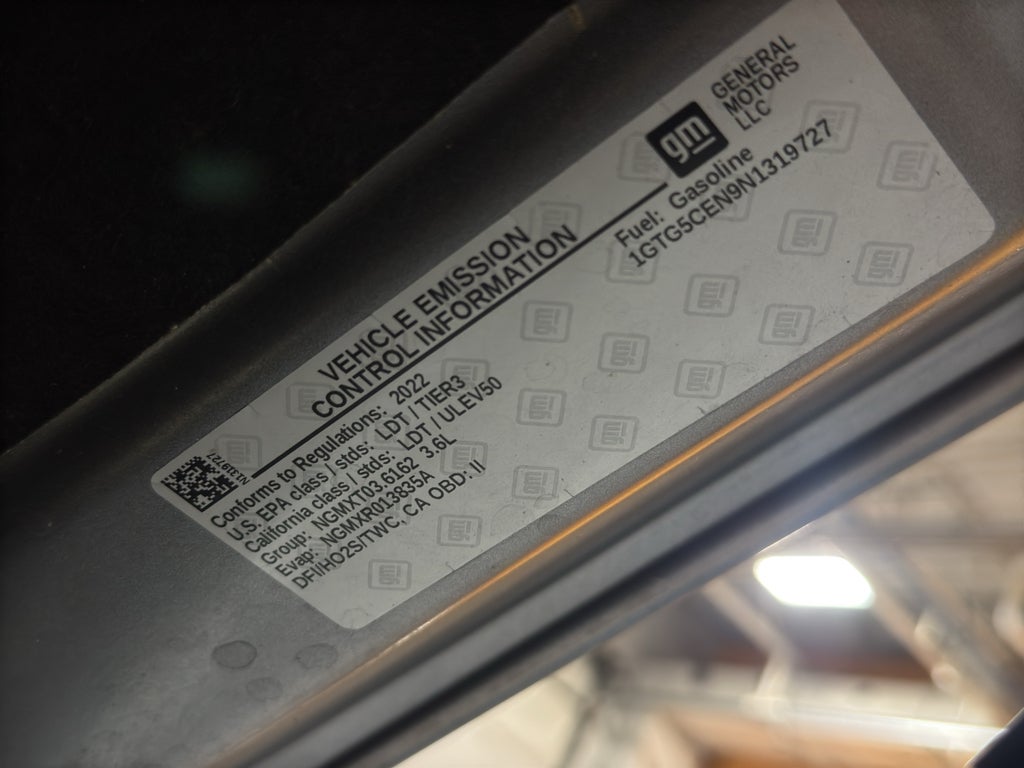 VEHICLE EMISSION
CONTROL INFORMATION
gm
GENERAL
MOTORS
LLC
Conforms to Regulations: 2022
U.S. EPA class / stds: LDT / TIER3
California class / stds: LDT / ULEV50
Group: NGMXT03.6162 3.6L
Evap: NGMXR0138835A
DFI/HO2S/TWC, CA OBD: II
Fuel: Gasoline
1GTG5CEN9N1319727